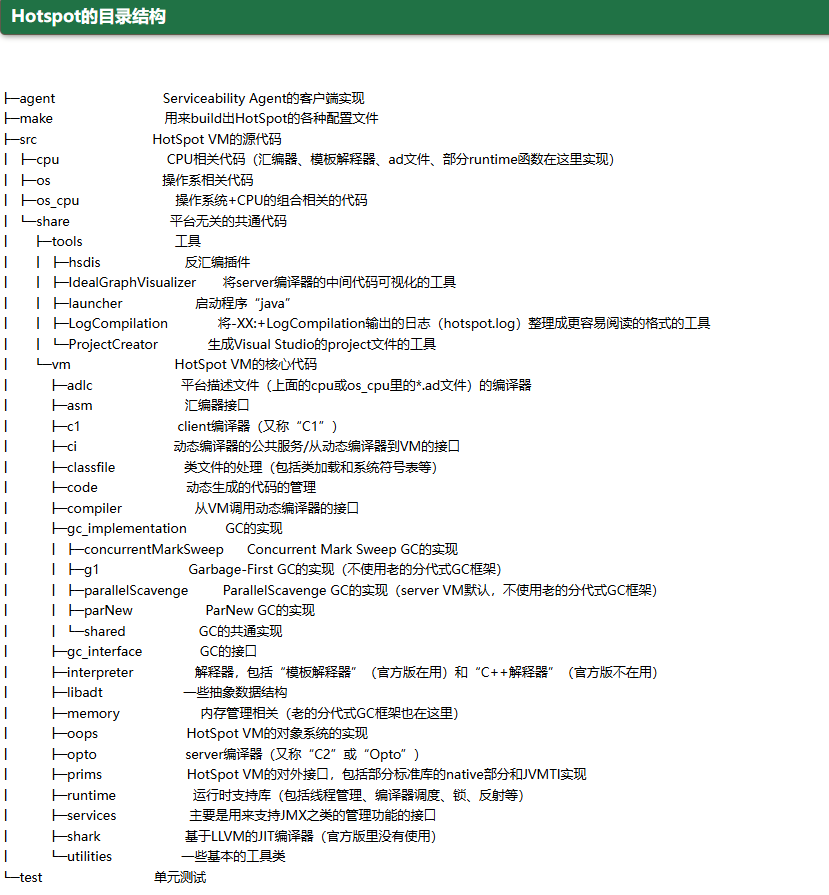 Hotspot的目录结构
├─agent                            Serviceability Agent的客户端实现
├─make                             用来build出HotSpot的各种配置文件
├─src                              HotSpot VM的源代码
│  ├─cpu                            CPU相关代码（汇编器、模板解释器、ad文件、部分runtime函数在这里实现）
│  ├─os                             操作系相关代码
│  ├─os_cpu                         操作系统+CPU的组合相关的代码
│  └─share                          平台无关的共通代码
│      ├─tools                        工具
│      │  ├─hsdis                      反汇编插件
│      │  ├─IdealGraphVisualizer       将server编译器的中间代码可视化的工具
│      │  ├─launcher                   启动程序“java”
│      │  ├─LogCompilation             将-XX:+LogCompilation输出的日志（hotspot.log）整理成更容易阅读的格式的工具
│      │  └─ProjectCreator             生成Visual Studio的project文件的工具
│      └─vm                           HotSpot VM的核心代码
│          ├─adlc                       平台描述文件（上面的cpu或os_cpu里的*.ad文件）的编译器
│          ├─asm                        汇编器接口
│          ├─c1                         client编译器（又称“C1”）
│          ├─ci                         动态编译器的公共服务/从动态编译器到VM的接口
│          ├─classfile                  类文件的处理（包括类加载和系统符号表等）
│          ├─code                       动态生成的代码的管理
│          ├─compiler                   从VM调用动态编译器的接口
│          ├─gc_implementation          GC的实现
│          │  ├─concurrentMarkSweep      Concurrent Mark Sweep GC的实现
│          │  ├─g1                       Garbage-First GC的实现（不使用老的分代式GC框架）
│          │  ├─parallelScavenge         ParallelScavenge GC的实现（server VM默认，不使用老的分代式GC框架）
│          │  ├─parNew                   ParNew GC的实现
│          │  └─shared                   GC的共通实现
│          ├─gc_interface               GC的接口
│          ├─interpreter                解释器，包括“模板解释器”（官方版在用）和“C++解释器”（官方版不在用）
│          ├─libadt                     一些抽象数据结构
│          ├─memory                     内存管理相关（老的分代式GC框架也在这里）
│          ├─oops                       HotSpot VM的对象系统的实现
│          ├─opto                       server编译器（又称“C2”或“Opto”）
│          ├─prims                      HotSpot VM的对外接口，包括部分标准库的native部分和JVMTI实现
│          ├─runtime                    运行时支持库（包括线程管理、编译器调度、锁、反射等）
│          ├─services                   主要是用来支持JMX之类的管理功能的接口
│          ├─shark                      基于LLVM的JIT编译器（官方版里没有使用）
│          └─utilities                  一些基本的工具类
└─test                             单元测试